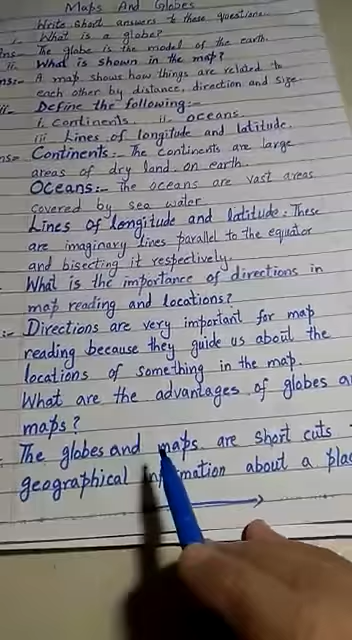 Maps And Globes
Write short answers to these questions
i. What is a globe?
Ans- The globe is the model of the earth.
ii. What is shown in the map?
Ans:- A map shows how things are related to
each other by distance, direction and size
iii- Define the following:-
i. Continents ii- oceans
iii Lines of longitude and latitude.
Ans- Continents:- The continents are large
areas of dry land on earth.
Oceans:- The oceans are vast areas
covered by sea water
Lines of longitude and latitude: These
are imaginary lines parallel to the equator
and bisecting it respectively.
What is the importance of directions in
map reading and locations?
:- Directions are very important for map
reading because they guide us about the
locations of something in the map
What are the advantages of globes
maps?
The globes and maps are short cuts
geographical information about a